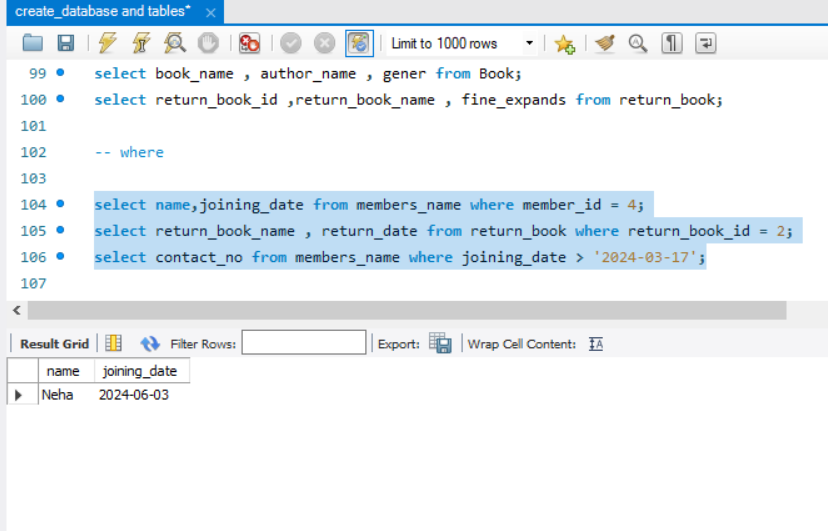 create_database and tables*
Limit to 1000 rows
99 select book_name , author_name , gener from Book;
100 select return_book_id ,return_book_name , fine_expands from return_book;
101
102 -- where
103
104 select name,joining_date from members_name where member_id = 4;
105 select return_book_name , return_date from return_book where return_book_id = 2;
106 select contact_no from members_name where joining_date > '2024-03-17';
107
Result Grid Filter Rows: Export: Wrap Cell Content: IA
name joining_date
Neha 2024-06-03